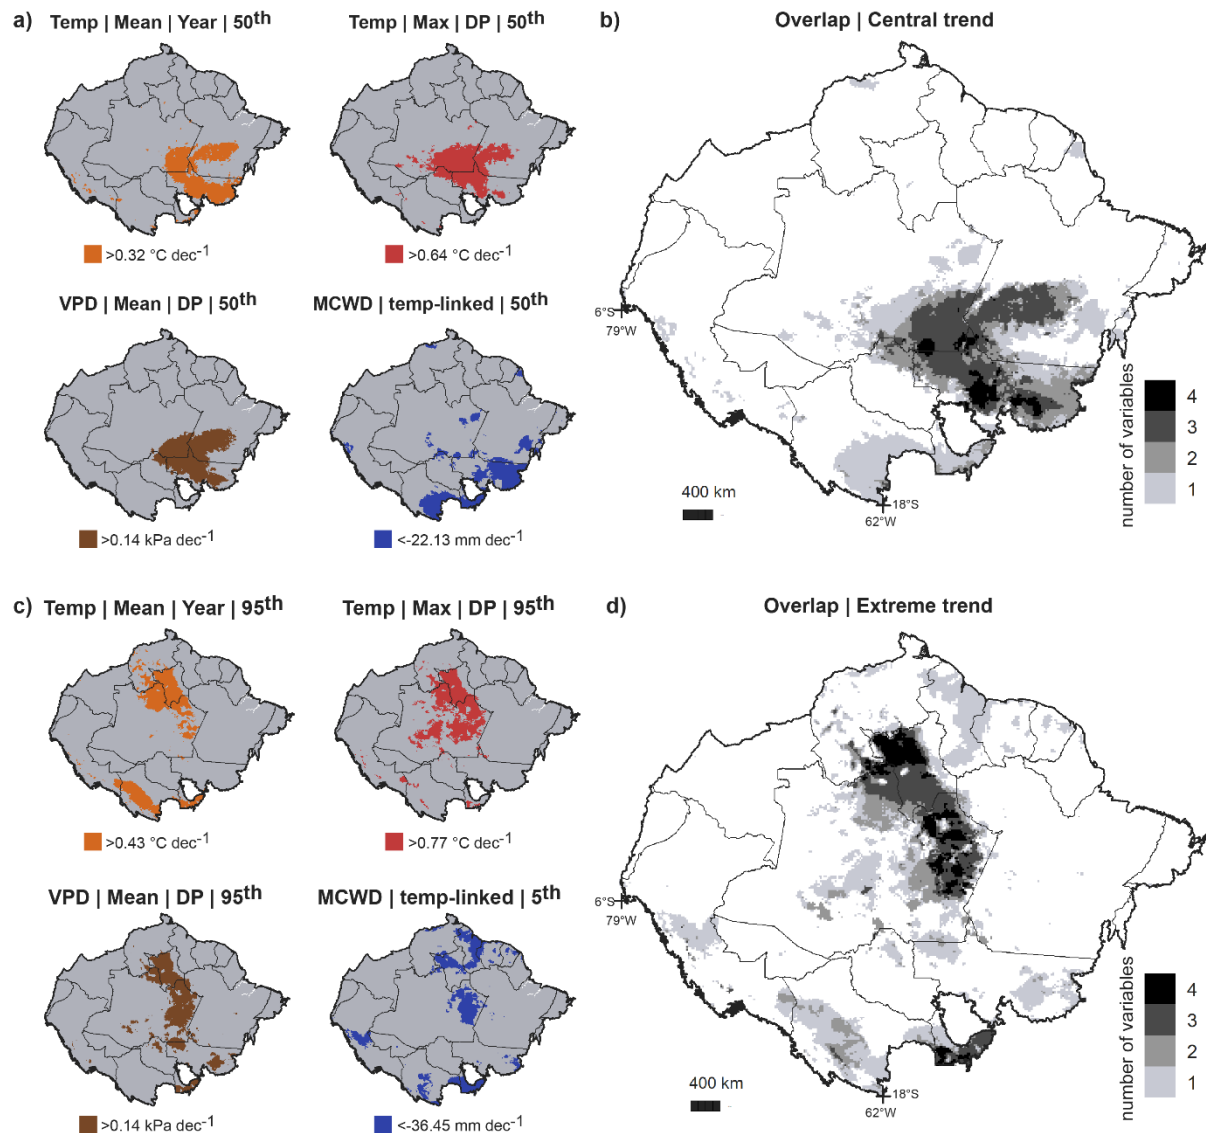 a)
Temp | Mean | Year | 50th
Temp | Max | DP | 50th
>0.32 °C dec-1
>0.64 °C dec-1
VPD | Mean | DP | 50th
MCWD | temp-linked | 50th
>0.14 kPa dec-1
<-22.13 mm dec-1
b)
Overlap | Central trend
6°S
79°W
400 km
18°S
62°W
number of variables
4
3
2
1
c)
Temp | Mean | Year | 95th
Temp | Max | DP | 95th
>0.43 °C dec-1
>0.77 °C dec-1
VPD | Mean | DP | 95th
MCWD | temp-linked | 5th
>0.14 kPa dec-1
<-36.45 mm dec-1
d)
Overlap | Extreme trend
6°S
79°W
400 km
18°S
62°W
number of variables
4
3
2
1